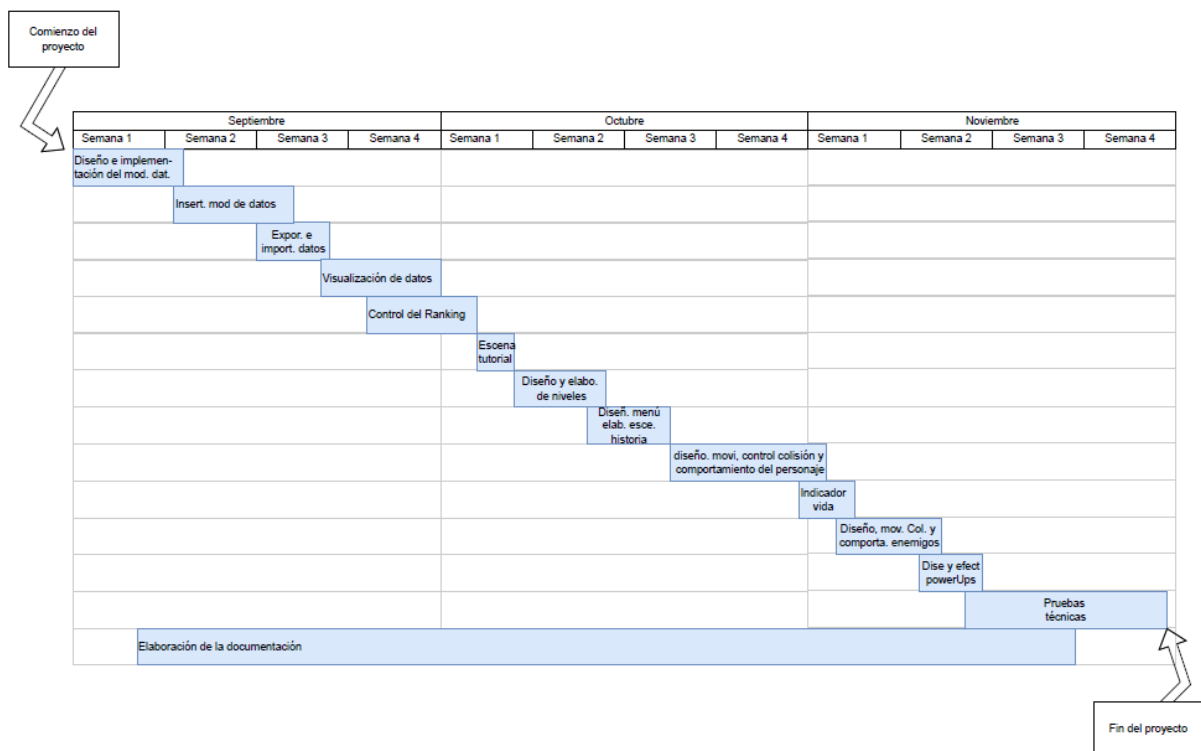 Comienzo del
proyecto
Septiembre
Octubre
Noviembre
Semana 1
Semana 2
Semana 3
Semana 4
Semana 1
Semana 2
Semana 3
Semana 4
Semana 1
Semana 2
Semana 3
Semana 4
Diseño e implemen-
tación del mod. dat.
Insert. mod de datos
Expor. e
import. datos
Visualización de datos
Control del Ranking
Escena
tutorial
Diseño y elabo.
de niveles
Diseñ. menú
elab. esce.
historia
diseño. movi, control colisión y
comportamiento del personaje
Indicador
vida
Diseño, mov. Col. y
comporta. enemigos
Dise y efect
powerUps
Pruebas
técnicas
Elaboración de la documentación
Fin del proyecto